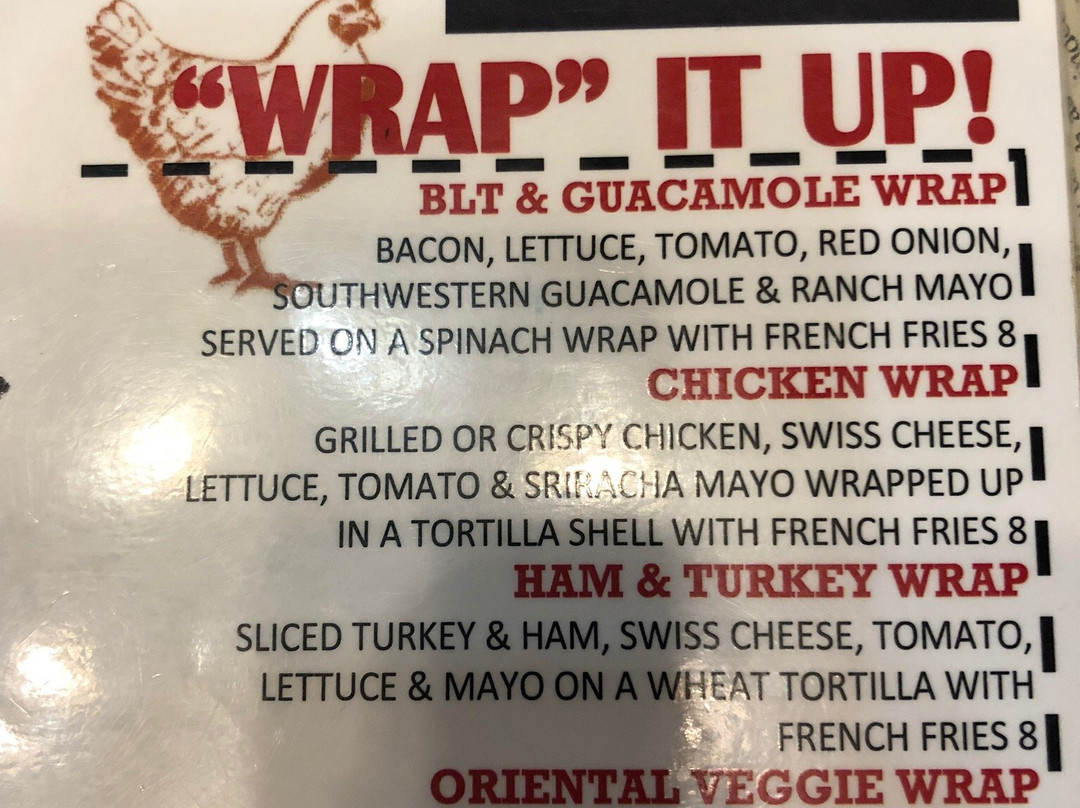 “WRAP” IT UP!
BLT & GUACAMOLE WRAP
BACON, LETTUCE, TOMATO, RED ONION,
SOUTHWESTERN GUACAMOLE & RANCH MAYO
SERVED ON A SPINACH WRAP WITH FRENCH FRIES 8
CHICKEN WRAP
GRILLED OR CRISPY CHICKEN, SWISS CHEESE,
LETTUCE, TOMATO & SRIRACHA MAYO WRAPPED UP
IN A TORTILLA SHELL WITH FRENCH FRIES 8
HAM & TURKEY WRAP
SLICED TURKEY & HAM, SWISS CHEESE, TOMATO,
LETTUCE & MAYO ON A WHEAT TORTILLA WITH
FRENCH FRIES 8
ORIENTAL VEGGIE WRAP